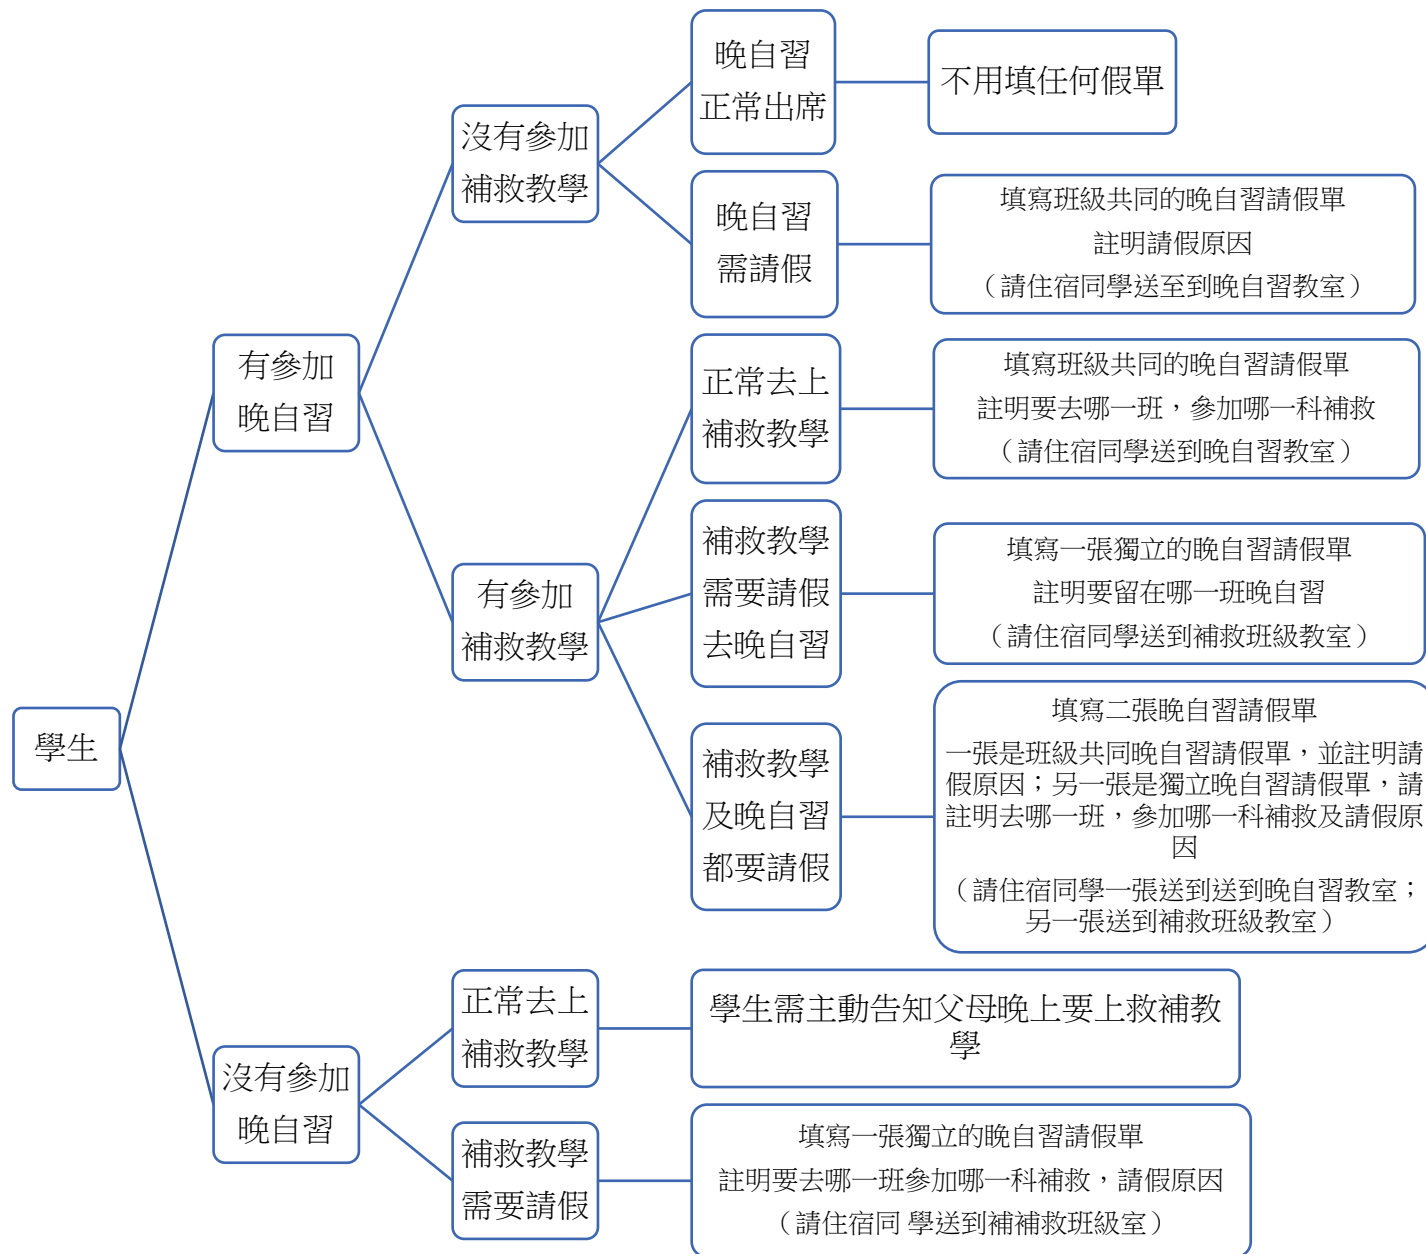 學生
有參加
晚自習
沒有參加
補救教學
晚自習
正常出席
不用填任何假單
晚自習
需請假
填寫班級共同的晚自習請假單
註明請假原因
（請住宿同學送至到晚自習教室）
有參加
補救教學
正常去上
補救教學
填寫班級共同的晚自習請假單
註明要去哪一班，參加哪一科補救
（請住宿同學送到晚自習教室）
補救教學
需要請假
去晚自習
填寫一張獨立的晚自習請假單
註明要留在哪一班晚自習
（請住宿同學送到補救班級教室）
補救教學
及晚自習
都要請假
填寫二張晚自習請假單
一張是班級共同晚自習請假單，並註明請
假原因；另一張是獨立晚自習請假單，請
註明去哪一班，參加哪一科補救及請假原
因
（請住宿同學一張送到送到晚自習教室；
另一張送到補救班級教室）
沒有參加
晚自習
正常去上
補救教學
學生需主動告知父母晚上要上救補教
學
補救教學
需要請假
填寫一張獨立的晚自習請假單
註明要去哪一班參加哪一科補救，請假原因
（請住宿同 學送到補補救班級室）